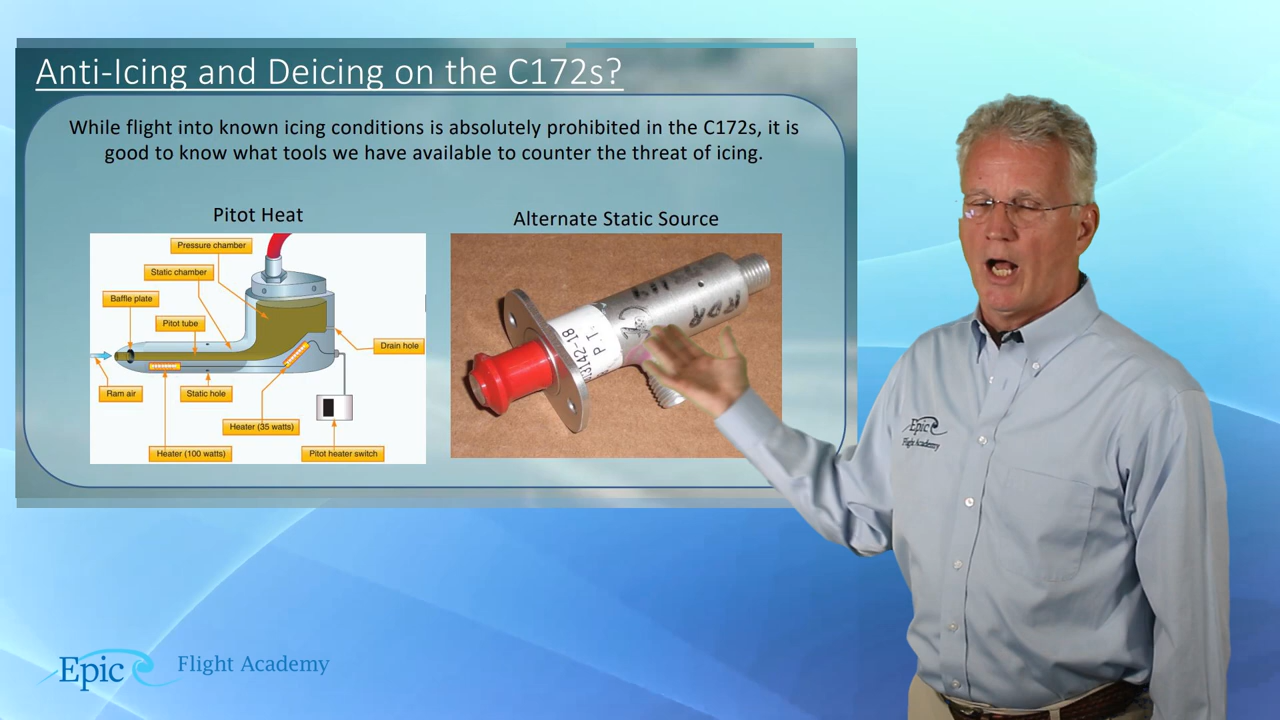 Anti-Icing and Deicing on the C172s?
While flight into known icing conditions is absolutely prohibited in the C172s, it is
good to know what tools we have available to counter the threat of icing.
Pitot Heat
Alternate Static Source
Pressure chamber
Static chamber
Baffle plate
Pitot tube
Drain hole
Ram air
Static hole
Heater (35 watts)
Heater (100 watts)
Pitot heater switch
P.T.
Epic
Flight Academy
Epic Flight Academy